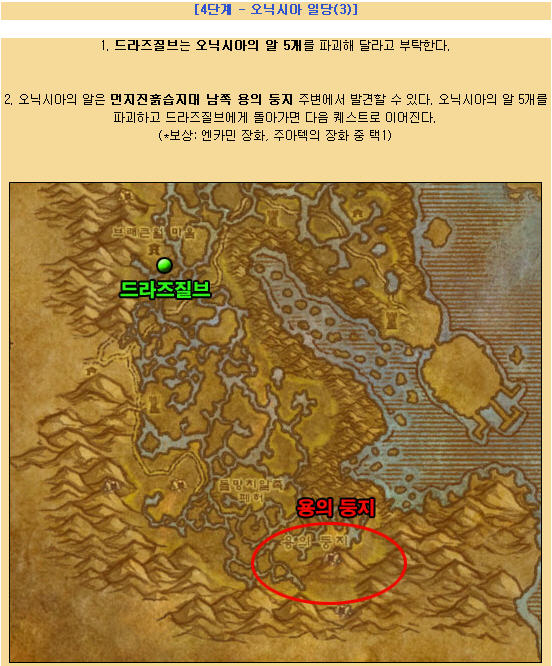 [4단계 - 오닉시아 일당(3)]
1. 드라즈질브는 오닉시아의 알 5개를 파괴해 달라고 부탁한다.
2. 오닉시아의 알은 먼지진흙습지대 남쪽 용의 둥지 주변에서 발견할 수 있다. 오닉시아의 알 5개를
파괴하고 드라즈질브에게 돌아가면 다음 퀘스트로 이어진다.
(*보상: 엔카민 장화, 주아텍의 장화 중 택1)
브래큰월 마을
드라즈질브
돌망치일족
폐허
용의 둥지
용의 둥지